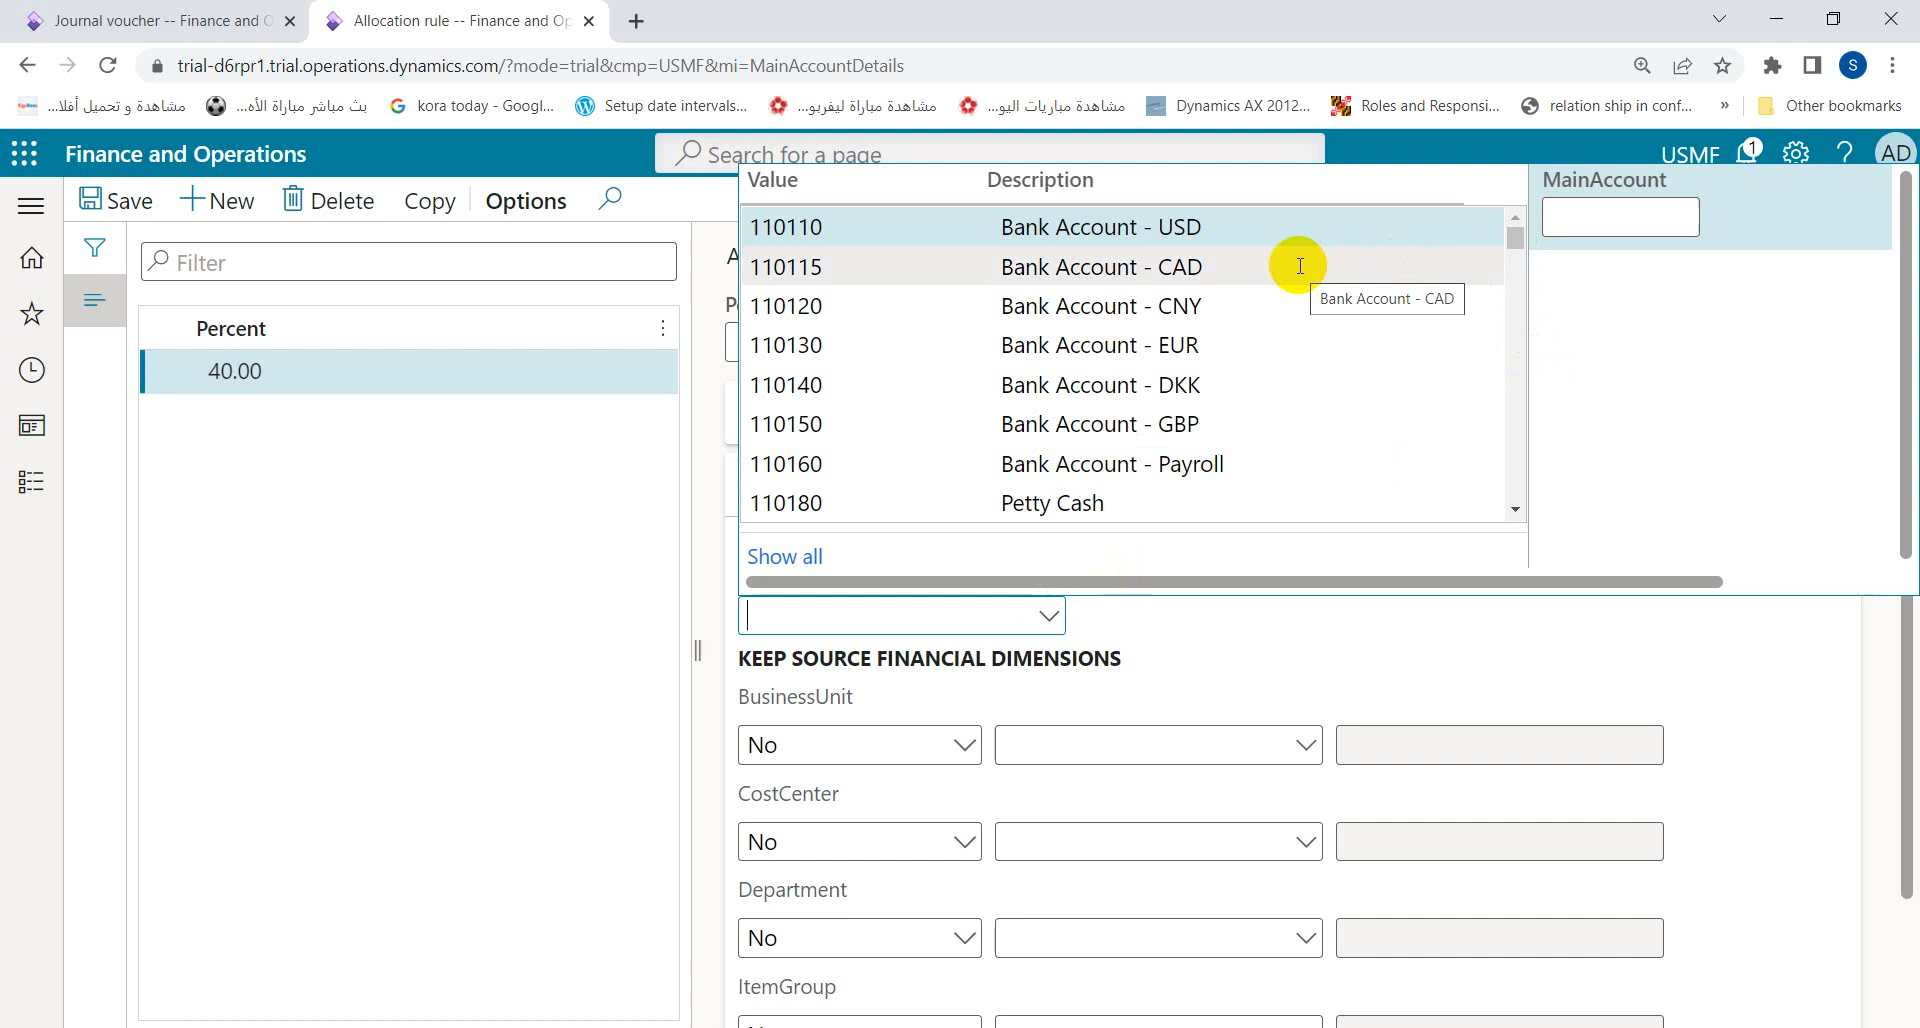 Journal voucher -- Finance and O
Allocation rule -- Finance and Op
trial-d6rpr1.trial.operations.dynamics.com/?mode=trial&cmp=USMF&mi=MainAccountDetails
S
مشاهدة و تحميل أفلا...
بث مباشر مباراة الأه...
kora today - Googl...
Setup date intervals...
مشاهدة مباراة ليفربو...
مشاهدة مباريات اليو...
Dynamics AX 2012...
Roles and Responsi...
relation ship in conf...
»
Other bookmarks
Finance and Operations
Search for a page
USMF
1
AD
Save
New
Delete
Copy
Options
Filter
Percent
40.00
Value Description
110110 Bank Account - USD
110115 Bank Account - CAD
Bank Account - CAD
110120 Bank Account - CNY
110130 Bank Account - EUR
110140 Bank Account - DKK
110150 Bank Account - GBP
110160 Bank Account - Payroll
110180 Petty Cash
Show all
MainAccount
KEEP SOURCE FINANCIAL DIMENSIONS
BusinessUnit
No
CostCenter
No
Department
No
ItemGroup